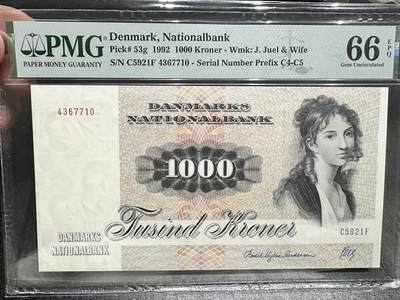 PMG
PAPER MONEY GUARANTY
Denmark, Nationalbank
Pick# 53g 1992 1000 Kroner - Wmk: J. Juel & Wife
S/N C5921F 4367710 - Serial Number Prefix C4-C5
66 EPQ
Gem Uncirculated
4367710
DANMARKS
NATIONALBANK
1000
Tusind Kroner
DANMARKS
NATIONALBANK
C5921F